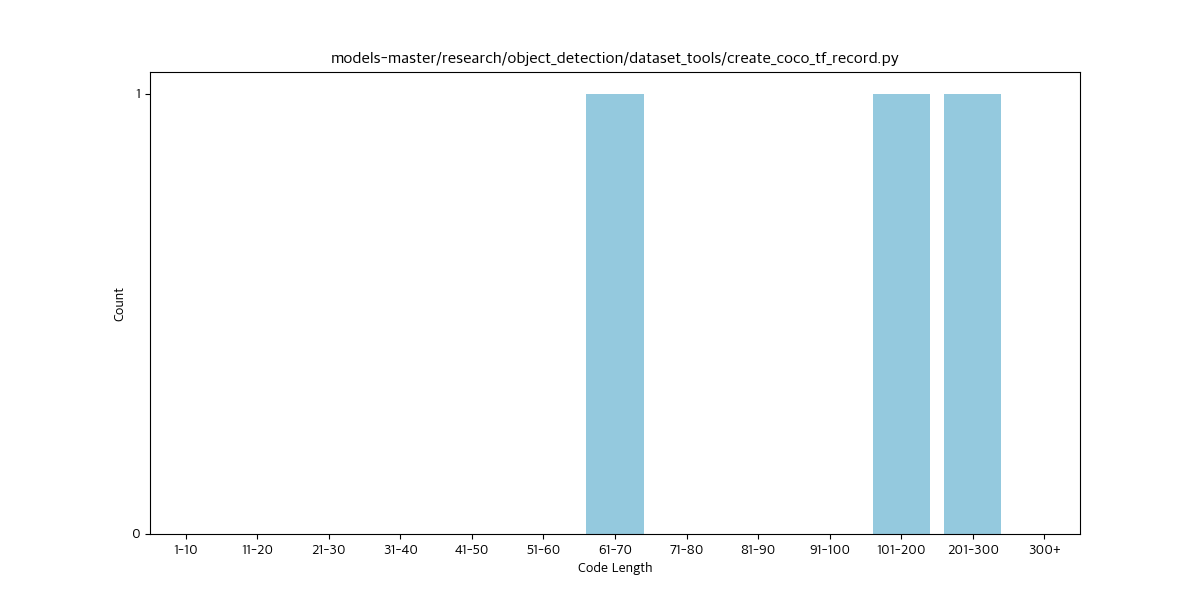 models-master/research/object_detection/dataset_tools/create_coco_tf_record.py
1
Count
0
1-10 11-20 21-30 31-40 41-50 51-60 61-70 71-80 81-90 91-100 101-200 201-300 300+
Code Length